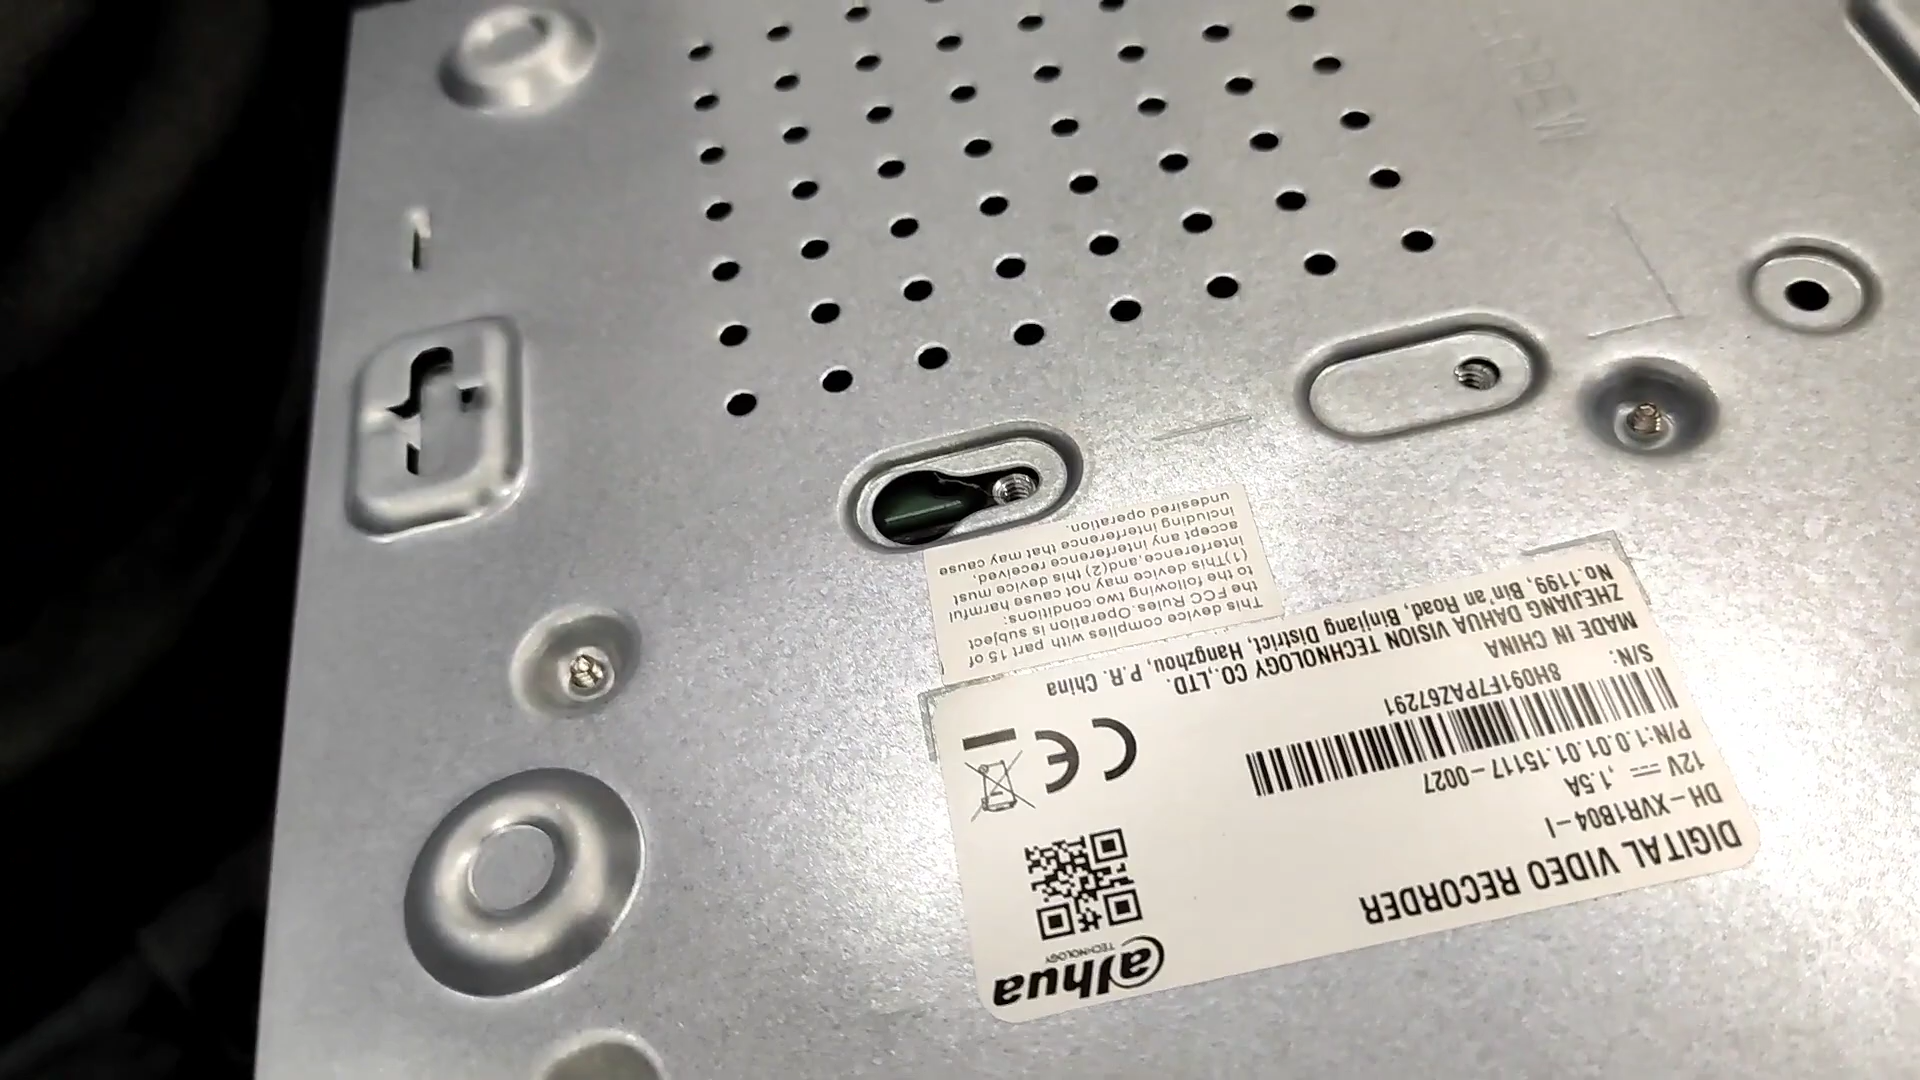 alhua
TECHNOLOGY
DIGITAL VIDEO RECORDER
DH-XVR1B04-I
12V ⎓ ,1.5A
P/N:1.0.01.01.15117-0027
S/N:
8H091F7PAZ67291
MADE IN CHINA
ZHEJIANG DAHUA VISION TECHNOLOGY CO.,LTD.
No.1199, Bin'an Road, Binjiang District, Hangzhou, P.R. China
CE
This device complies with part 15 of
the FCC Rules.Operation is subject
to the following two conditions:
(1)This device may not cause harmful
interference,and(2) this device must
accept any interference received,
including interference that may cause
undesired operation.